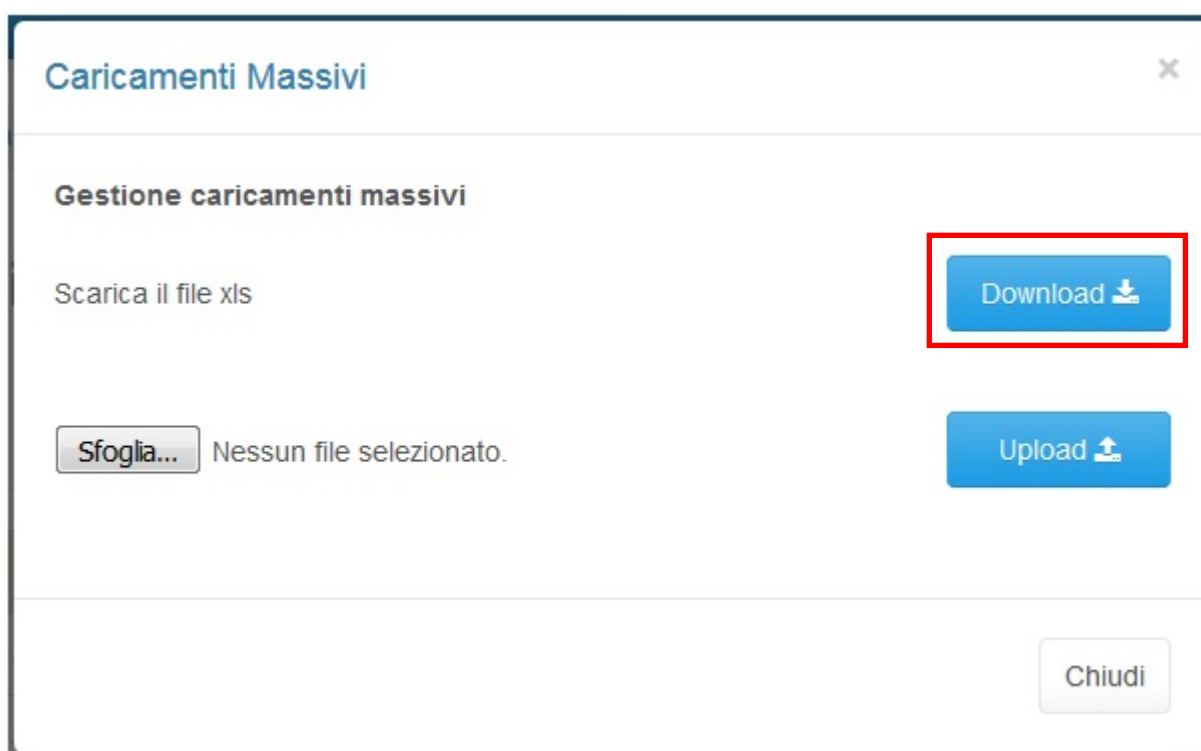 Caricamenti Massivi
×
Gestione caricamenti massivi
Scarica il file xls
Download
Sfoglia... Nessun file selezionato.
Upload
Chiudi